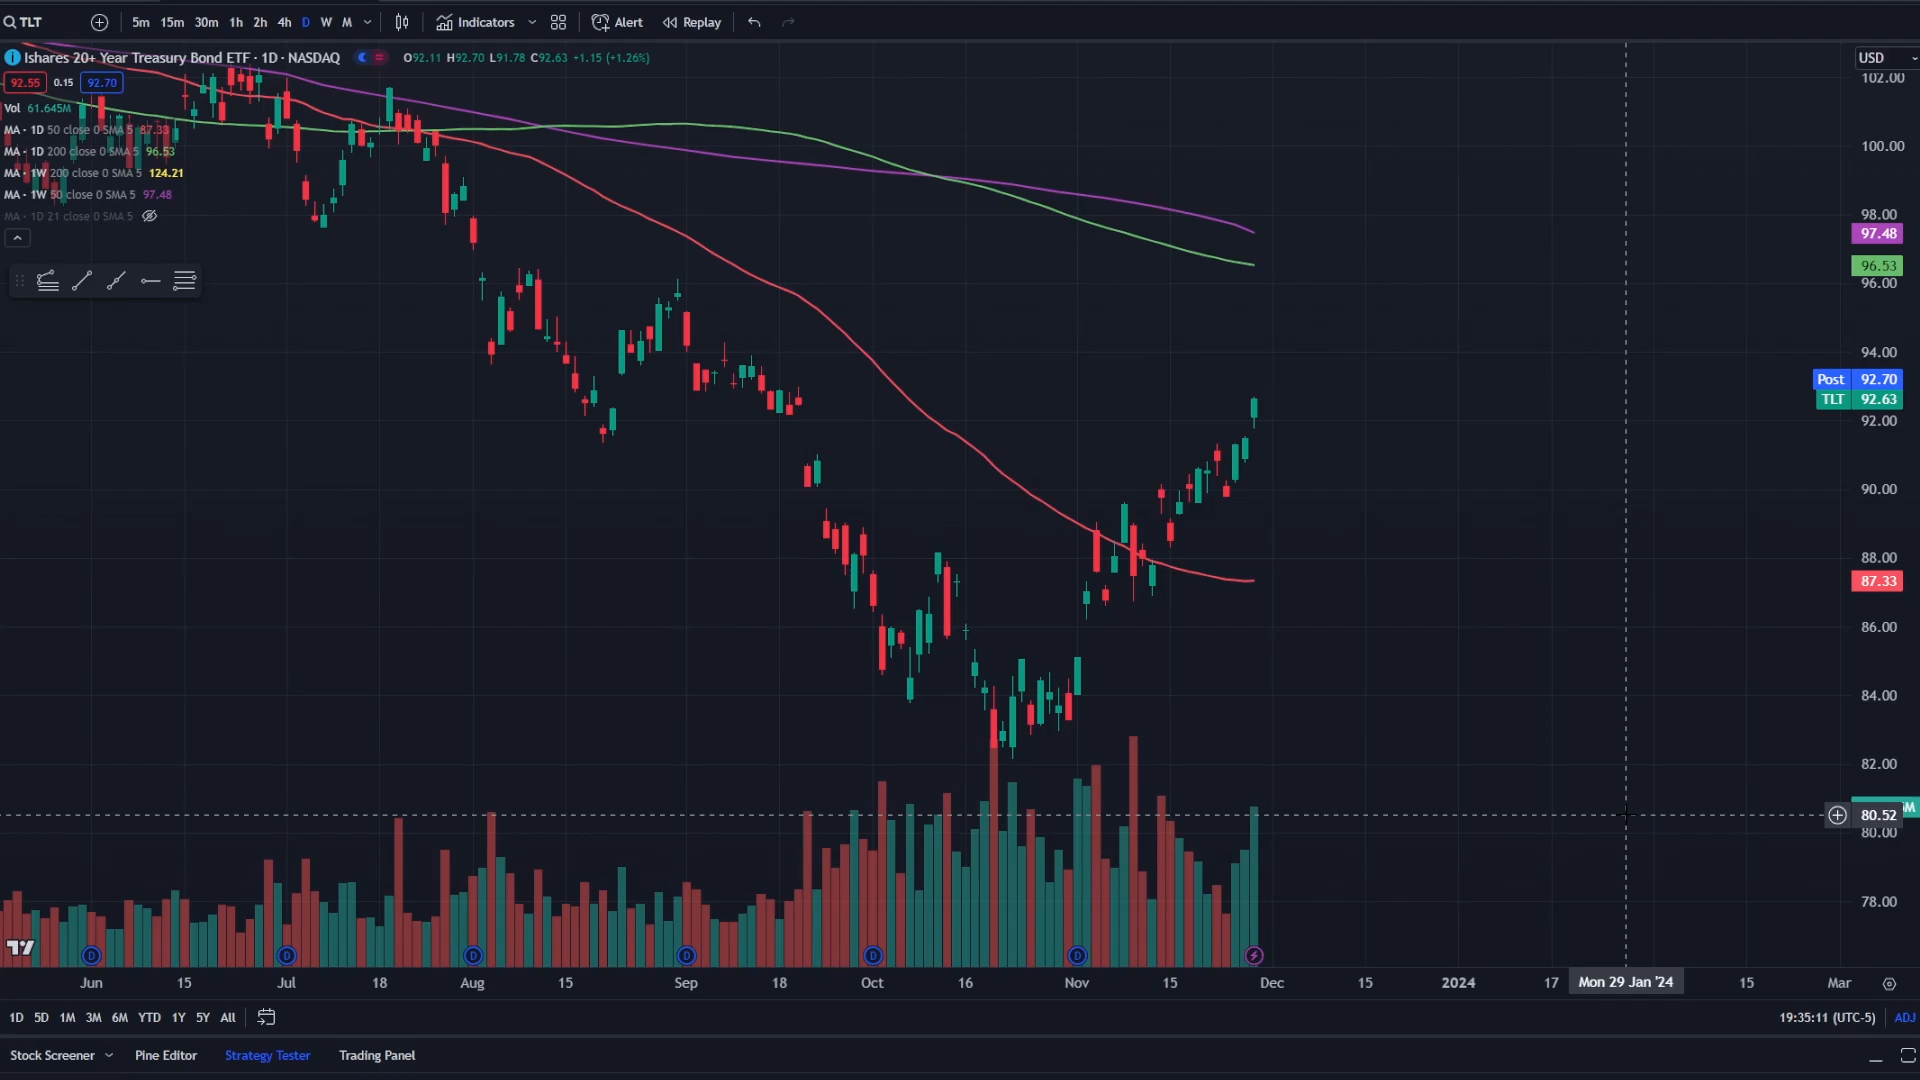 TLT 5m 15m 30m 1h 2h 4h D W M Indicators Alert Replay
Ishares 20+ Year Treasury Bond ETF · 1D · NASDAQ O92.11 H92.70 L91.78 C92.63 +1.15 (+1.26%) USD
92.55 0.15 92.70
102.00
Vol 61.645M
MA · 1D 50 close 0 SMA 5 87.33
MA · 1D 200 close 0 SMA 5 96.53
100.00
MA · 1W 200 close 0 SMA 5 124.21
MA · 1W 50 close 0 SMA 5 97.48
MA · 1D 21 close 0 SMA 5
98.00
97.48
96.53
96.00
94.00
Post 92.70
TLT 92.63
92.00
90.00
88.00
87.33
86.00
84.00
82.00
M
80.52
80.00
78.00
D D D D D D
Jun 15 Jul 18 Aug 15 Sep 18 Oct 16 Nov 15 Dec 15 2024 17 Mon 29 Jan '24 15 Mar
1D 5D 1M 3M 6M YTD 1Y 5Y All 19:35:11 (UTC-5) ADJ
Stock Screener Pine Editor Strategy Tester Trading Panel